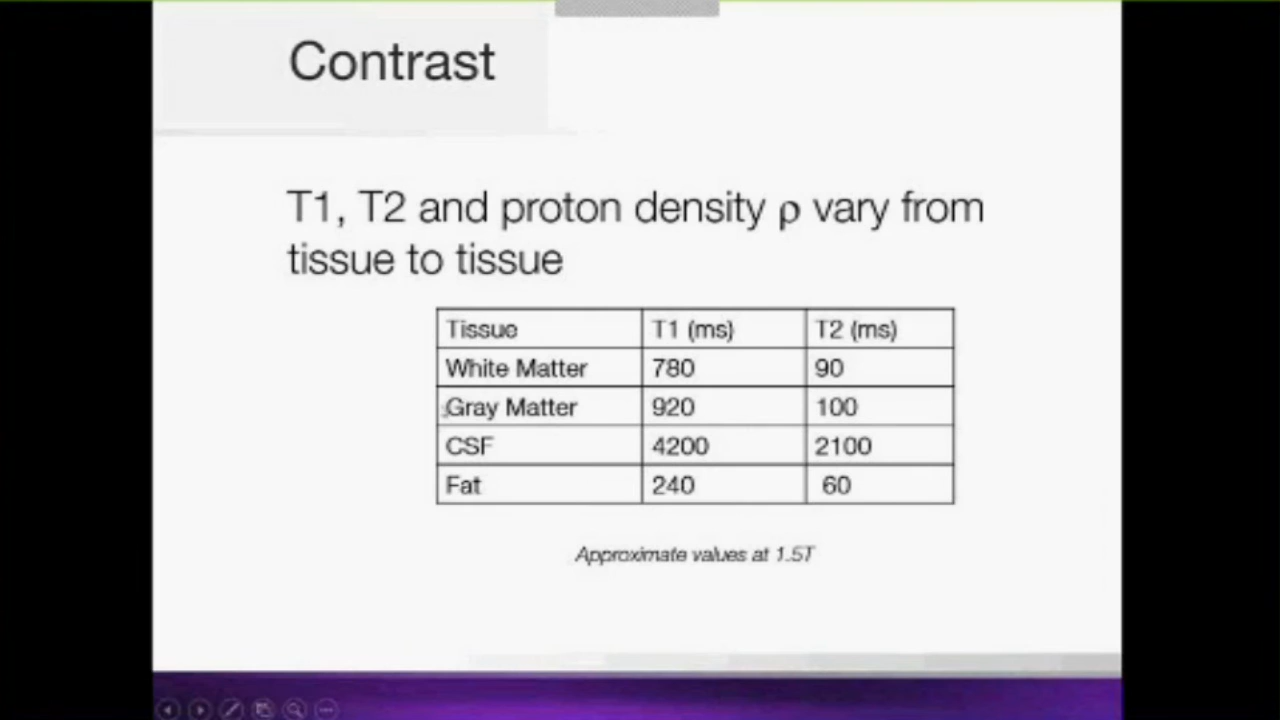 Contrast
T1, T2 and proton density ρ vary from
tissue to tissue
Tissue T1 (ms) T2 (ms)
White Matter 780 90
Gray Matter 920 100
CSF 4200 2100
Fat 240 60
Approximate values at 1.5T